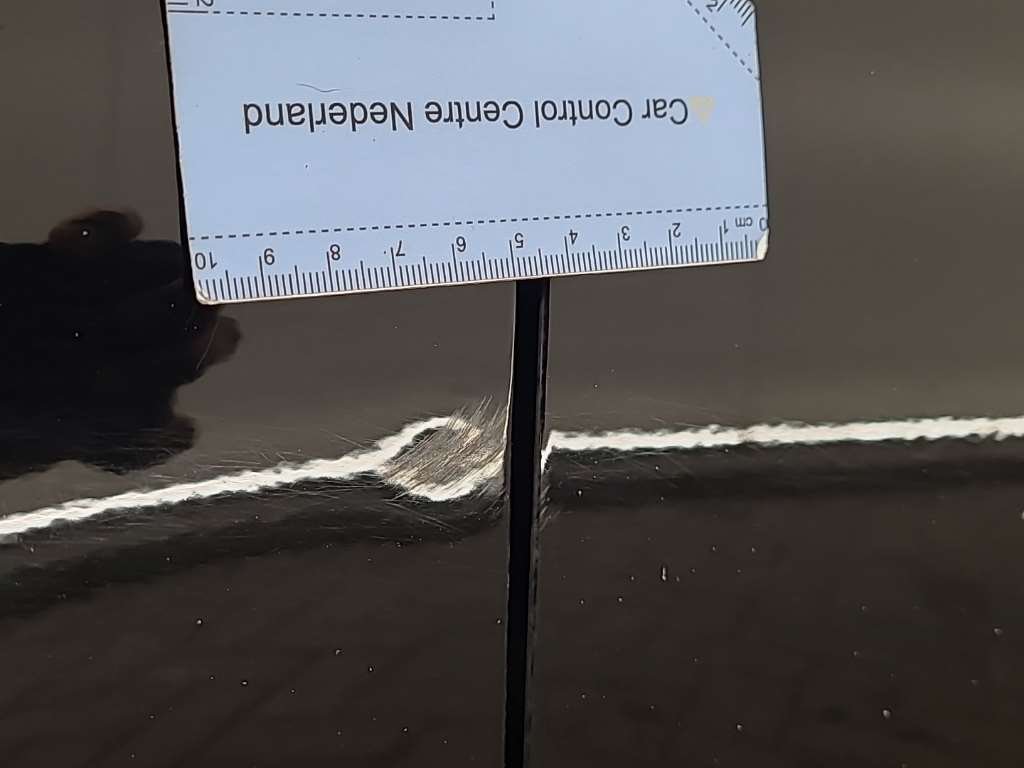 0 cm 1 2 3 4 5 6 7 8 9 10
Car Control Centre Nederland